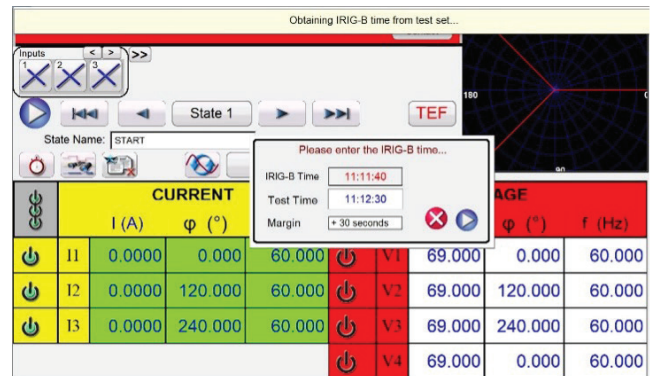 Obtaining IRIG-B time from test set...
Inputs < > >>
1 2 3
180 0
State 1 TEF
State Name: START
90
Please enter the IRIG-B time...
IRIG-B Time 11:11:40
Test Time 11:12:30
Margin + 30 seconds
CURRENT AGE
I (A) φ (°) φ (°) f (Hz)
I1 0.0000 0.000 60.000 V1 69.000 0.000 60.000
I2 0.0000 120.000 60.000 V2 69.000 120.000 60.000
I3 0.0000 240.000 60.000 V3 69.000 240.000 60.000
V4 69.000 0.000 60.000